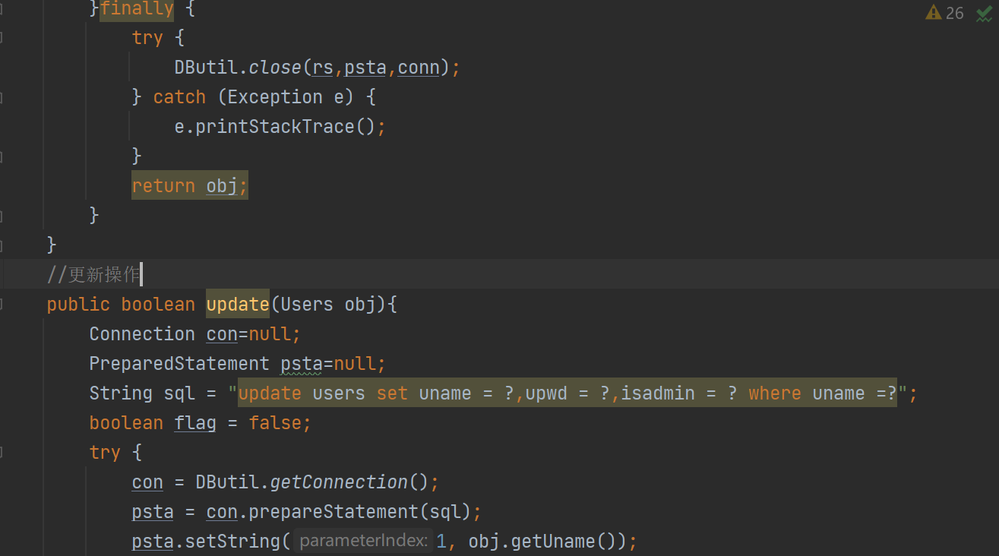 }finally {
26
try {
DButil.close(rs,psta,conn);
} catch (Exception e) {
e.printStackTrace();
}
return obj;
}
}
//更新操作
public boolean update(Users obj){
Connection con=null;
PreparedStatement psta=null;
String sql = "update users set uname = ?,upwd = ?,isadmin = ? where uname =?";
boolean flag = false;
try {
con = DButil.getConnection();
psta = con.prepareStatement(sql);
psta.setString( parameterIndex: 1, obj.getUname());